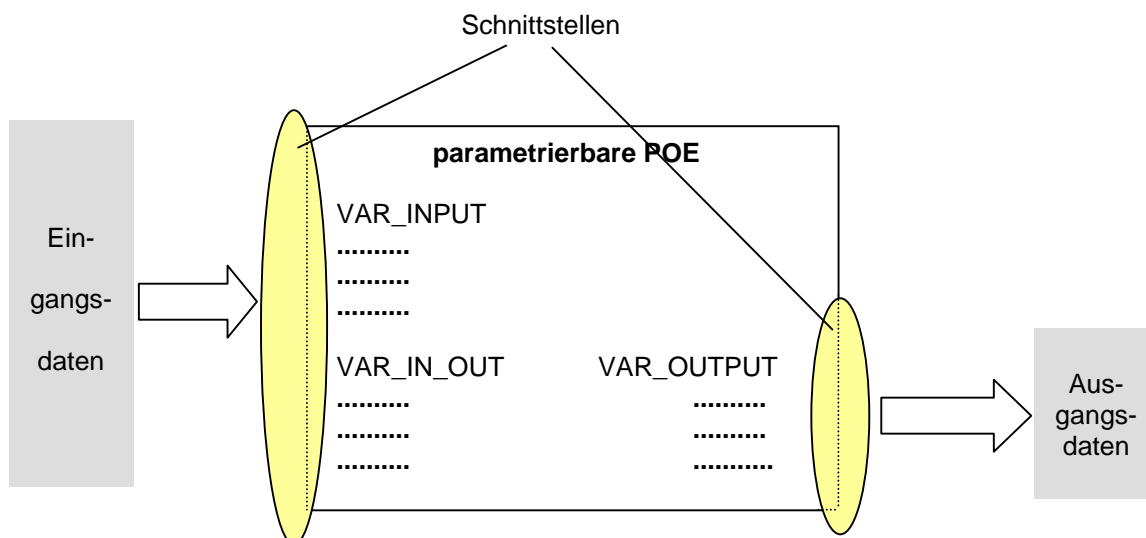 Schnittstellen
parametrierbare POE
Ein-
gangs-
daten
VAR_INPUT
..........
..........
..........
VAR_IN_OUT
..........
..........
..........
VAR_OUTPUT
..........
..........
...........
Aus-
gangs-
daten